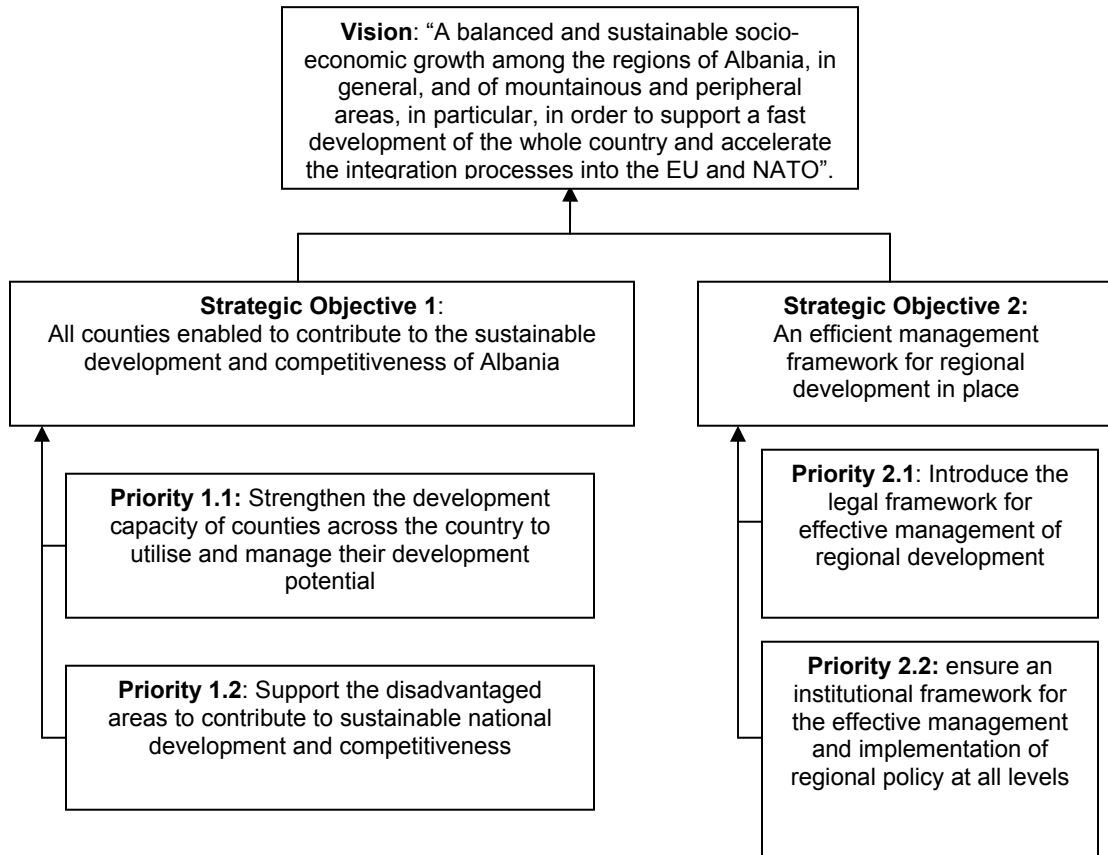 Vision: “A balanced and sustainable socio-
economic growth among the regions of Albania, in
general, and of mountainous and peripheral
areas, in particular, in order to support a fast
development of the whole country and accelerate
the integration processes into the EU and NATO”.
Strategic Objective 1:
All counties enabled to contribute to the sustainable
development and competitiveness of Albania
Strategic Objective 2:
An efficient management
framework for regional
development in place
Priority 1.1: Strengthen the development
capacity of counties across the country to
utilise and manage their development
potential
Priority 2.1: Introduce the
legal framework for
effective management of
regional development
Priority 1.2: Support the disadvantaged
areas to contribute to sustainable national
development and competitiveness
Priority 2.2: ensure an
institutional framework for
the effective management
and implementation of
regional policy at all levels